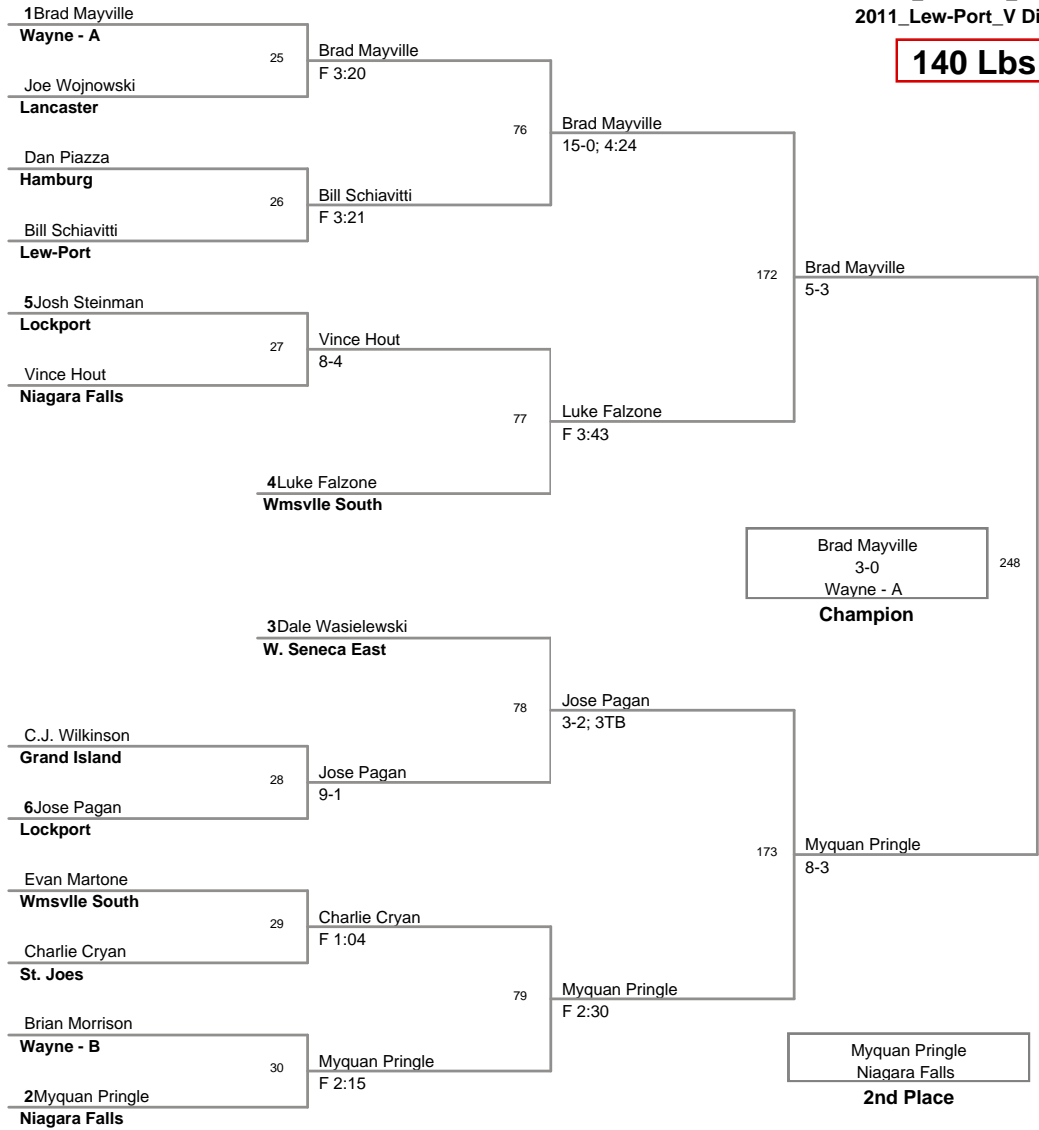 2011_Lew-Port_V Di
140 Lbs
1Brad Mayville
Wayne - A
25
Joe Wojnowski
Lancaster
Brad Mayville
F 3:20
Dan Piazza
Hamburg
26
Bill Schiavitti
Lew-Port
Bill Schiavitti
F 3:21
76
Brad Mayville
15-0; 4:24
5Josh Steinman
Lockport
27
Vince Hout
Niagara Falls
Vince Hout
8-4
77
4Luke Falzone
Wmsvlle South
Luke Falzone
F 3:43
172
Brad Mayville
5-3
Brad Mayville
3-0
Wayne - A
Champion
248
3Dale Wasielewski
W. Seneca East
78
C.J. Wilkinson
Grand Island
28
6Jose Pagan
Lockport
Jose Pagan
9-1
Jose Pagan
3-2; 3TB
173
Myquan Pringle
8-3
Evan Martone
Wmsvlle South
29
Charlie Cryan
St. Joes
Charlie Cryan
F 1:04
79
Myquan Pringle
F 2:30
Brian Morrison
Wayne - B
30
2Myquan Pringle
Niagara Falls
Myquan Pringle
F 2:15
Myquan Pringle
Niagara Falls
2nd Place